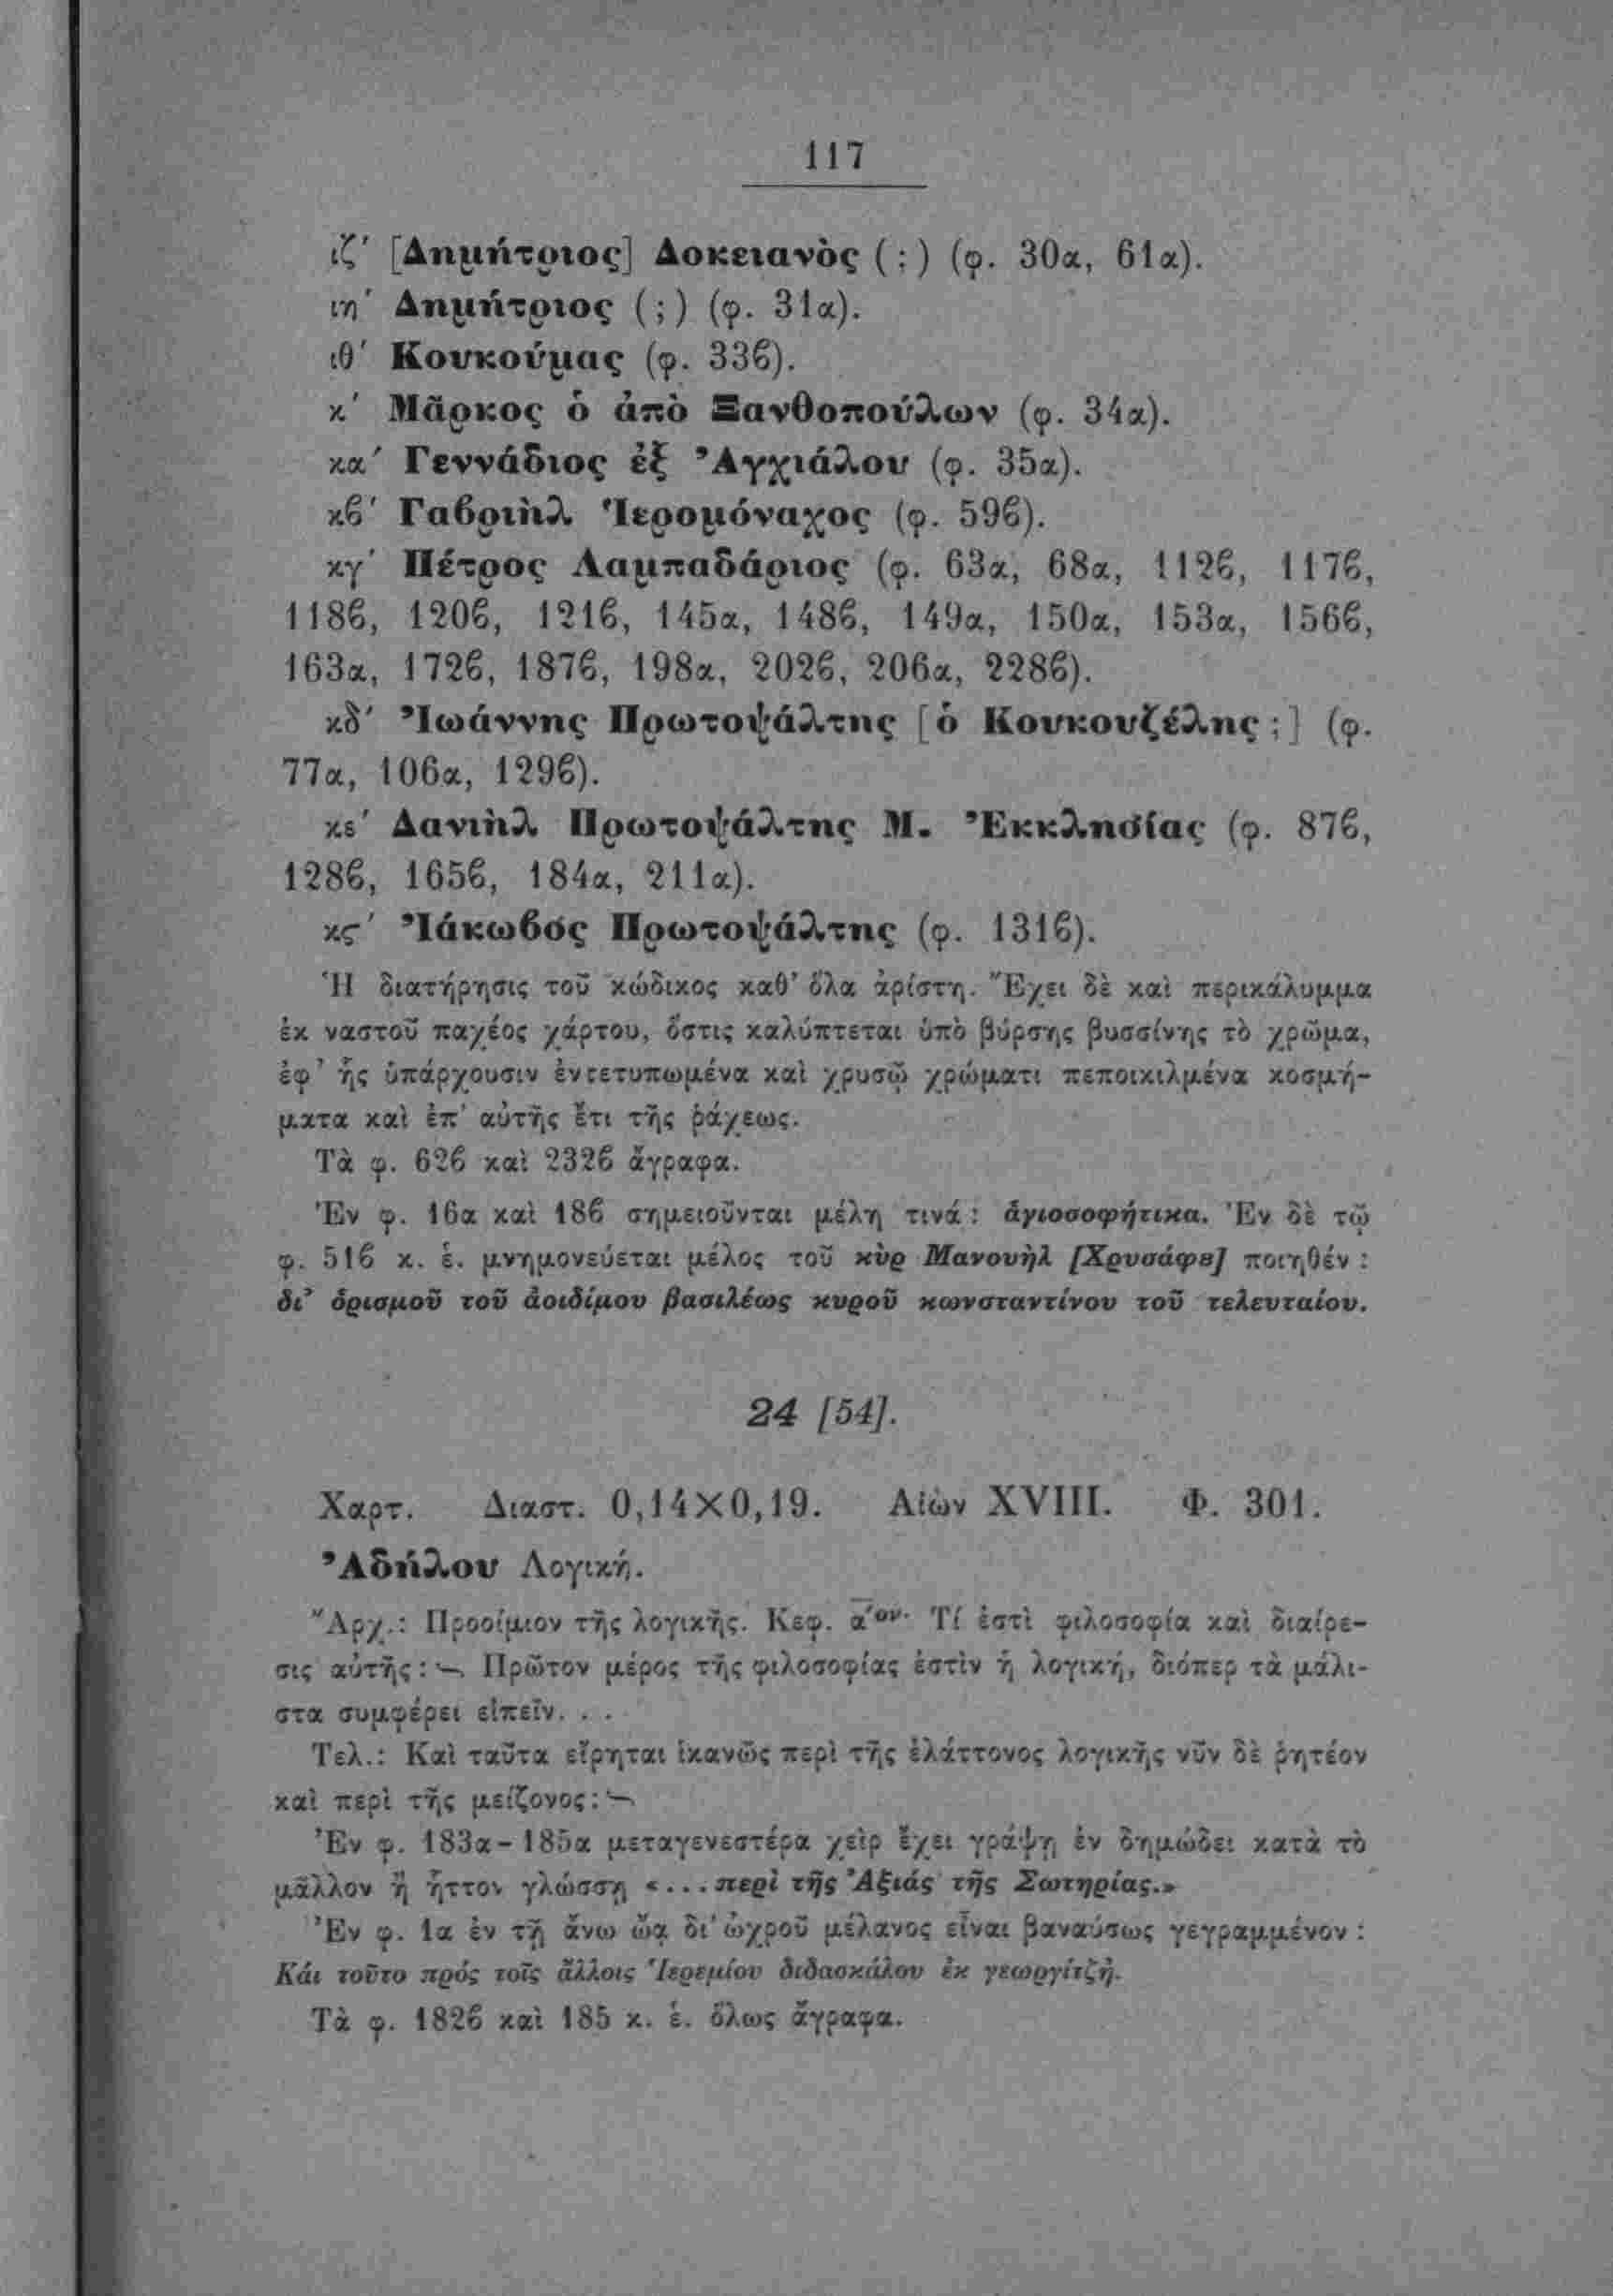 117
ιζ′ [Δημήτριος] Δοκειανὸς (;) (φ. 30α, 61α).
ιη′ Δημήτριος (;) (φ. 31α).
ιθ′ Κουκούμας (φ. 33β).
κ′ Μᾶρκος ὁ ἀπὸ Ξανθοπούλων (φ. 34α).
κα′ Γεννάδιος ἐξ Ἀγχιάλου (φ. 35α).
κβ′ Γαβριὴλ Ἱερομόναχος (φ. 59β).
κγ′ Πέτρος Λαμπαδάριος (φ. 63α, 68α, 112β, 117β,
118β, 120β, 121β, 145α, 148β, 149α, 150α, 153α, 156β,
163α, 172β, 187β, 198α, 202β, 206α, 228β).
κδ′ Ἰωάννης Πρωτοψάλτης [ὁ Κουκουζέλης;] (φ.
77α, 106α, 129β).
κε′ Δανιὴλ Πρωτοψάλτης Μ. Ἐκκλησίας (φ. 87β,
128β, 165β, 184α, 211α).
κϛ′ Ἰάκωβος Πρωτοψάλτης (φ. 131β).
Ἡ διατήρησις τοῦ κώδικος καθ’ ὅλα ἀρίστη. Ἔχει δὲ καὶ περικάλυμμα
ἐκ ναστοῦ παχέος χάρτου, ὅστις καλύπτεται ὑπὸ βύρσης βυσσίνης τὸ χρῶμα,
ἐφ’ ἧς ὑπάρχουσιν ἐντετυπωμένα καὶ χρυσῷ χρώματι πεποικιλμένα κοσμή-
ματα καὶ ἐπ’ αὐτῆς ἔτι τῆς ῥάχεως.
Τὰ φ. 62β καὶ 232β ἄγραφα.
Ἐν φ. 16α καὶ 18β σημειοῦνται μέλη τινά: ἁγιοσοφήτικα. Ἐν δὲ τῷ
φ. 51β κ. ἑ. μνημονεύεται μέλος τοῦ κὺρ Μανουὴλ [Χρυσάφȣ] ποιηθέν:
δι’ ὁρισμοῦ τοῦ ἀοιδίμου βασιλέως κυροῦ κωνσταντίνου τοῦ τελευταίου.
24 [54].
Χαρτ. Διαστ. 0,14×0,19. Αἰὼν XVIII. Φ. 301.
Ἀδήλου Λογική.
Ἀρχ.: Προοίμιον τῆς λογικῆς. Κεφ. α′ον. Τί ἐστὶ φιλοσοφία καὶ διαίρε-
σις αὐτῆς:~ Πρῶτον μέρος τῆς φιλοσοφίας ἐστὶν ἡ λογική, διόπερ τὰ μάλι-
στα συμφέρει εἰπεῖν. . .
Τελ.: Καὶ ταῦτα εἴρηται ἱκανῶς περὶ τῆς ἐλάττονος λογικῆς νῦν δὲ ῥητέον
καὶ περὶ τῆς μείζονος:~
Ἐν φ. 183α-185α μεταγενεστέρα χεὶρ ἔχει γράψῃ ἐν δημώδει κατὰ τὸ
μᾶλλον ἢ ἧττον γλώσσῃ «...περὶ τῆς Ἀξιάς τῆς Σωτηρίας.»
Ἐν φ. 1α ἐν τῇ ἄνω ᾤᾳ δι’ ὠχροῦ μέλανος εἶναι βαναύσως γεγραμμένον:
Κάι τοῦτο πρός τοῖς ἄλλοις Ἱερεμίου διδασκάλου ἐκ γεωργίτζῃ.
Τὰ φ. 182β καὶ 185 κ. ἑ. ὅλως ἄγραφα.